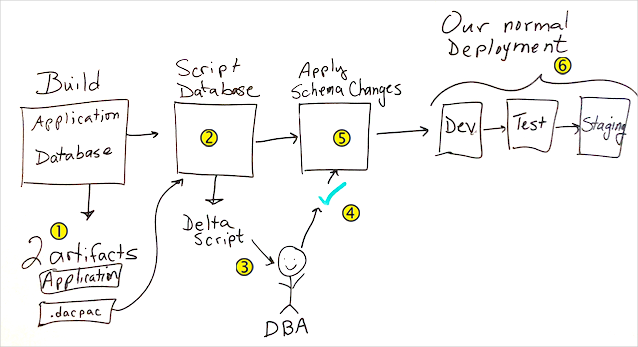 Build
Application
Database
1
2 artifacts
Application
.dacpac
Script
Database
2
Delta
Script
3
DBA
4
Apply
Schema Changes
5
Our normal
Deployment
6
Dev
Test
Staging